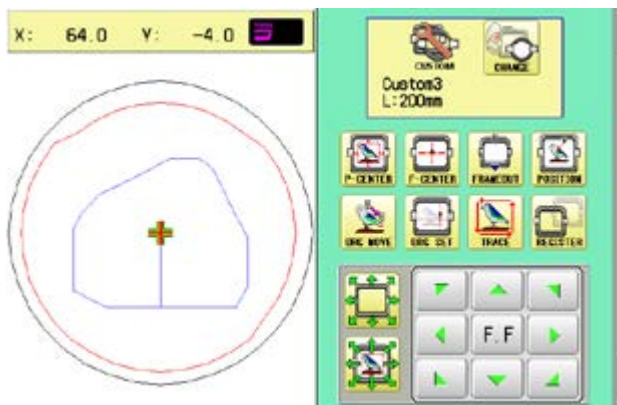 X: 64.0 Y: -4.0
CUSTOM
CHANGE
Custom3
L:200mm
P-CENTER F-CENTER FRAMEOUT POSITION
ORG MOVE ORG SET TRACE REGISTER
F.F